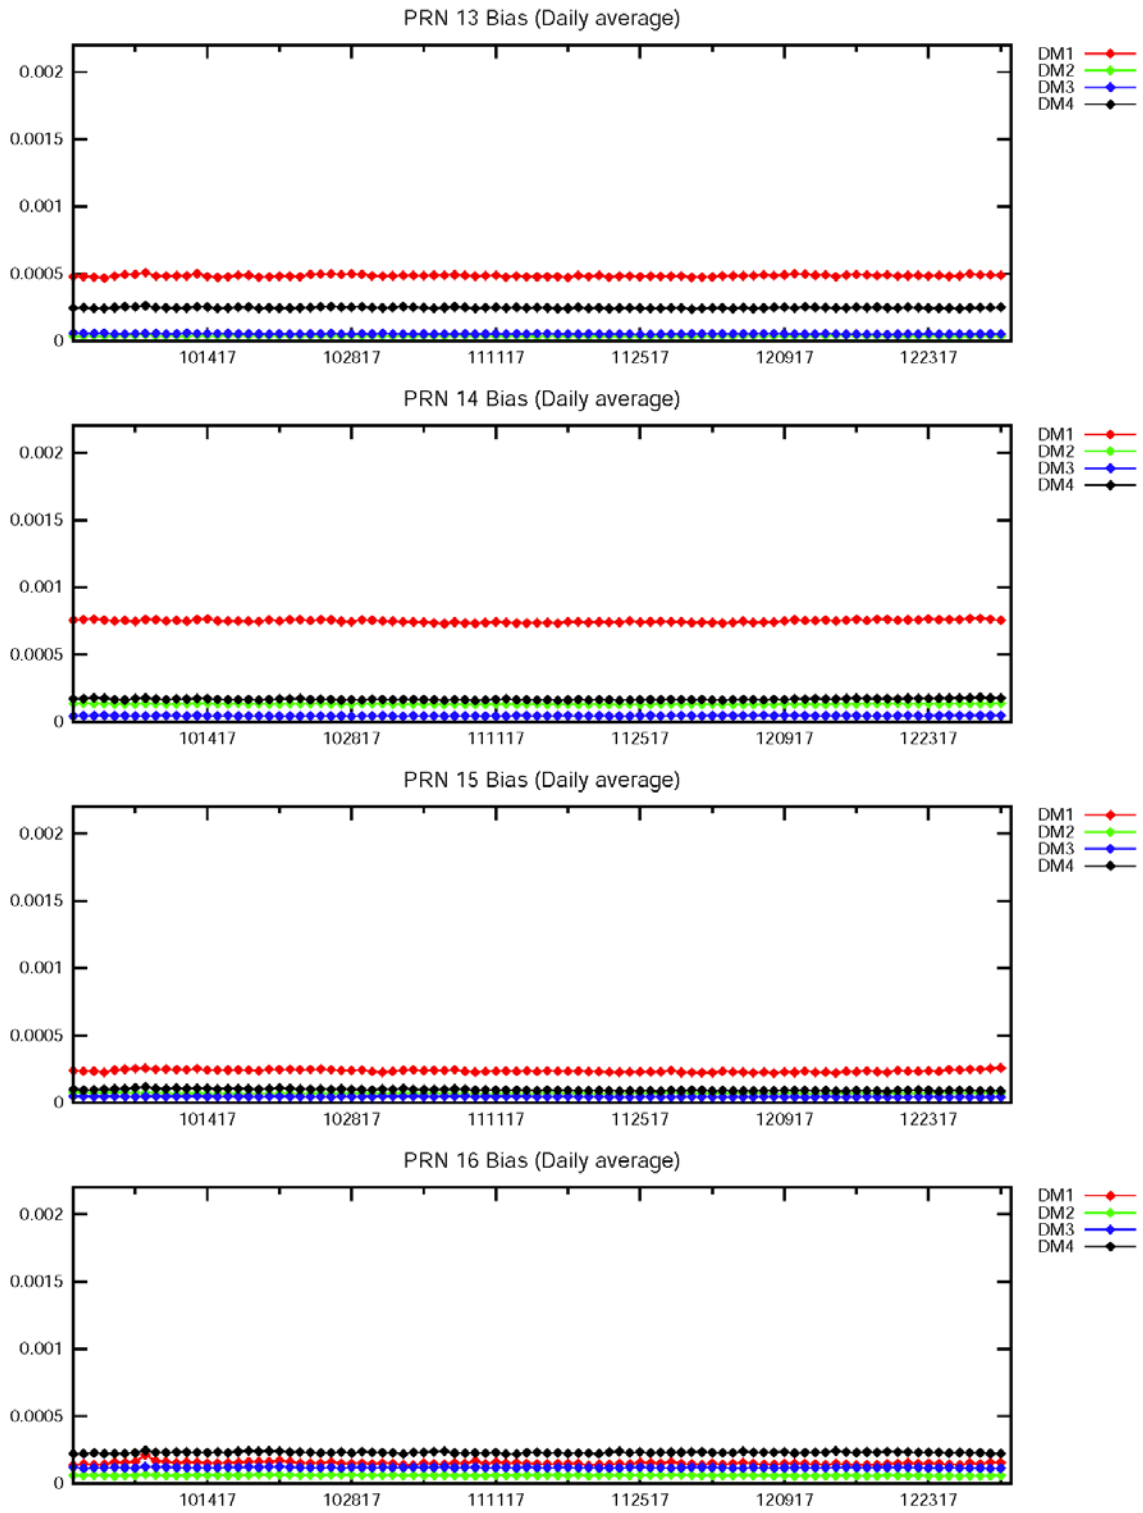 PRN 13 Bias (Daily average)
0.002
0.0015
0.001
0.0005
0
101417 102817 111117 112517 120917 122317
DM1
DM2
DM3
DM4
PRN 14 Bias (Daily average)
0.002
0.0015
0.001
0.0005
0
101417 102817 111117 112517 120917 122317
DM1
DM2
DM3
DM4
PRN 15 Bias (Daily average)
0.002
0.0015
0.001
0.0005
0
101417 102817 111117 112517 120917 122317
DM1
DM2
DM3
DM4
PRN 16 Bias (Daily average)
0.002
0.0015
0.001
0.0005
0
101417 102817 111117 112517 120917 122317
DM1
DM2
DM3
DM4